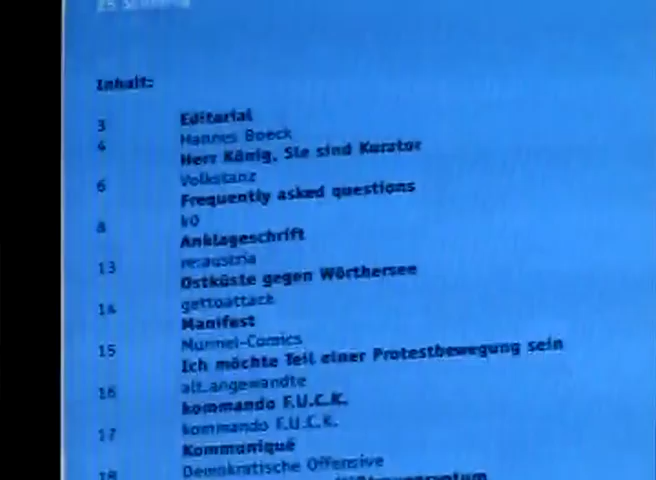 Inhalt:
3 Editorial
4 Hannes Boeck
Herr König, Sie sind Kurator
6 Volkstanz
Frequently asked questions
8 k0
Anklageschrift
13 re:austria
Ostküste gegen Wörthersee
14 gettoattack
Manifest
15 Murmel-Comics
Ich möchte Teil einer Protestbewegung sein
16 alt.angewandte
kommando F.U.C.K.
17 kommando F.U.C.K.
Kommuniqué
18 Demokratische Offensive